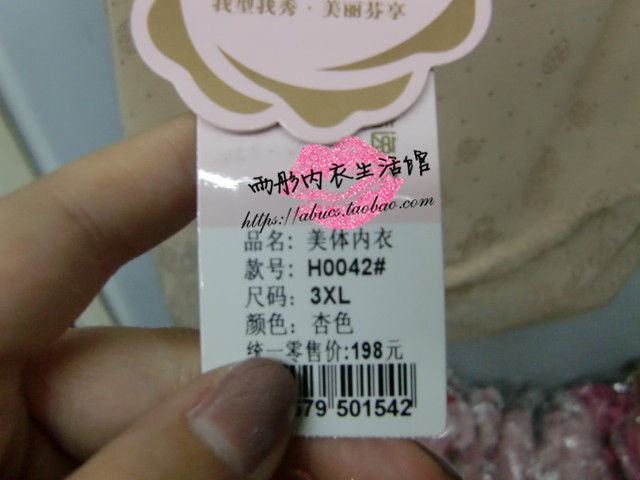 我型我秀·美丽芬享
雨彤内衣生活馆
https://abucs.taobao.com
品名: 美体内衣
款号: H0042#
尺码: 3XL
颜色: 杏色
统一零售价:198元
579 501542